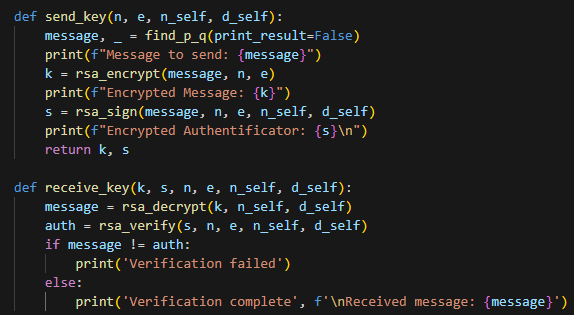 def send_key(n, e, n_self, d_self):
    message, _ = find_p_q(print_result=False)
    print(f"Message to send: {message}")
    k = rsa_encrypt(message, n, e)
    print(f"Encrypted Message: {k}")
    s = rsa_sign(message, n, e, n_self, d_self)
    print(f"Encrypted Authentificator: {s}\n")
    return k, s

def receive_key(k, s, n, e, n_self, d_self):
    message = rsa_decrypt(k, n_self, d_self)
    auth = rsa_verify(s, n, e, n_self, d_self)
    if message != auth:
        print('Verification failed')
    else:
        print('Verification complete', f'\nReceived message: {message}')